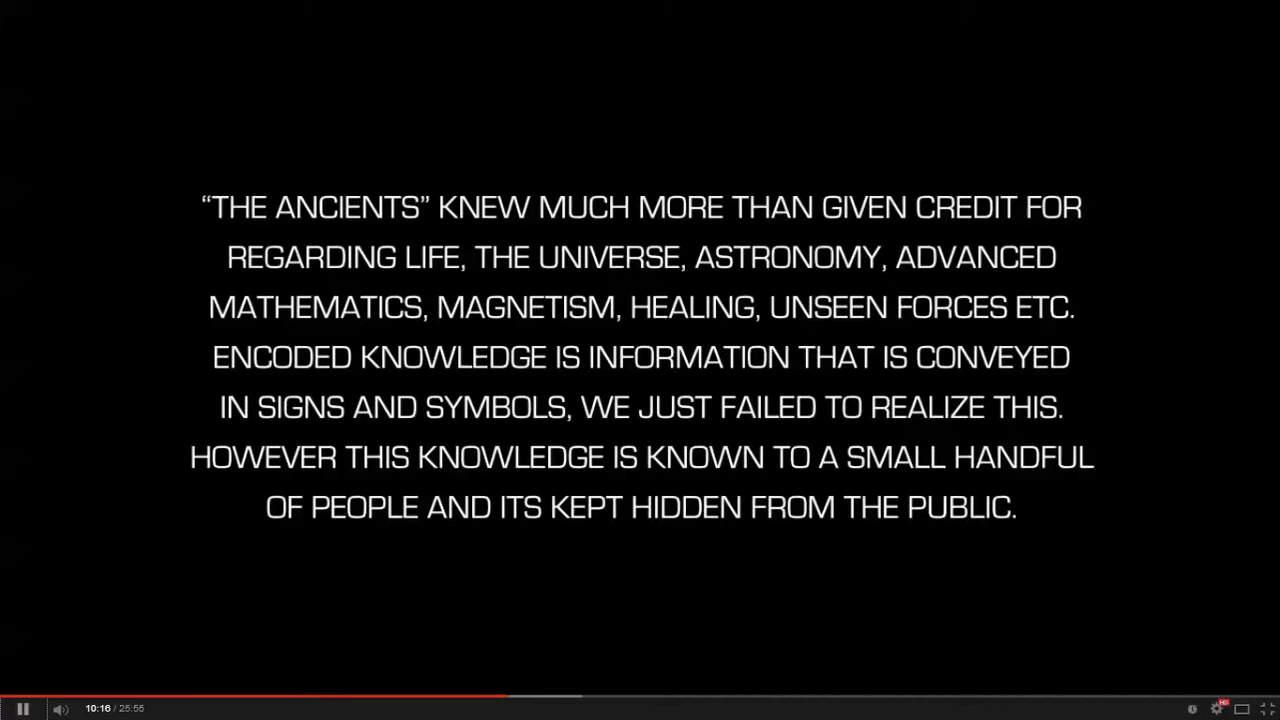 “THE ANCIENTS” KNEW MUCH MORE THAN GIVEN CREDIT FOR
REGARDING LIFE, THE UNIVERSE, ASTRONOMY, ADVANCED
MATHEMATICS, MAGNETISM, HEALING, UNSEEN FORCES ETC.
ENCODED KNOWLEDGE IS INFORMATION THAT IS CONVEYED
IN SIGNS AND SYMBOLS, WE JUST FAILED TO REALIZE THIS.
HOWEVER THIS KNOWLEDGE IS KNOWN TO A SMALL HANDFUL
OF PEOPLE AND ITS KEPT HIDDEN FROM THE PUBLIC.
10:16 / 25:55
HD